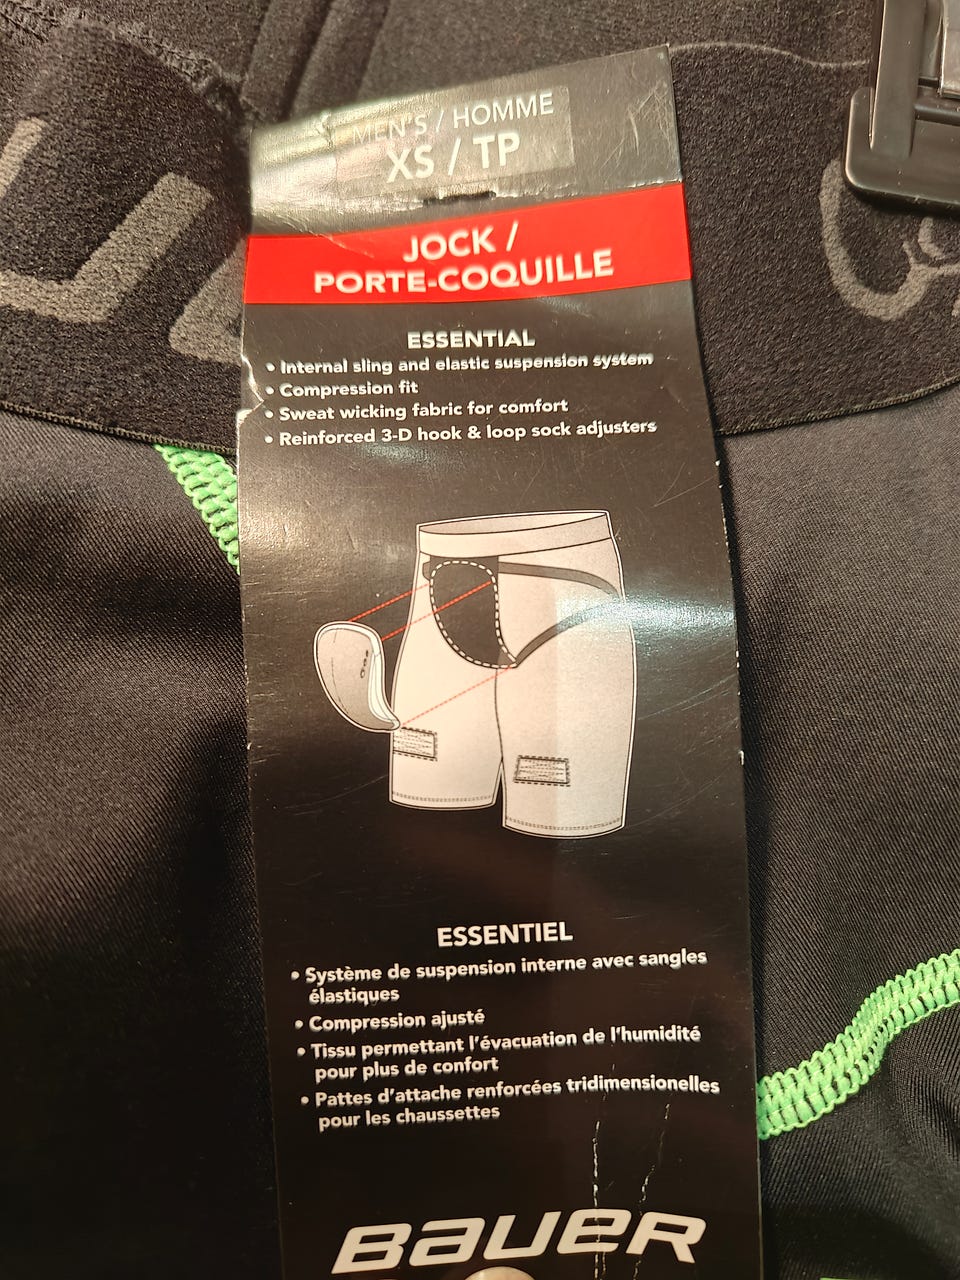 MEN'S / HOMME
XS / TP
JOCK /
PORTE-COQUILLE
ESSENTIAL
• Internal sling and elastic suspension system
• Compression fit
• Sweat wicking fabric for comfort
• Reinforced 3-D hook & loop sock adjusters
ESSENTIEL
• Système de suspension interne avec sangles
élastiques
• Compression ajusté
• Tissu permettant l'évacuation de l'humidité
pour plus de confort
• Pattes d'attache renforcées tridimensionelles
pour les chaussettes
BAUER